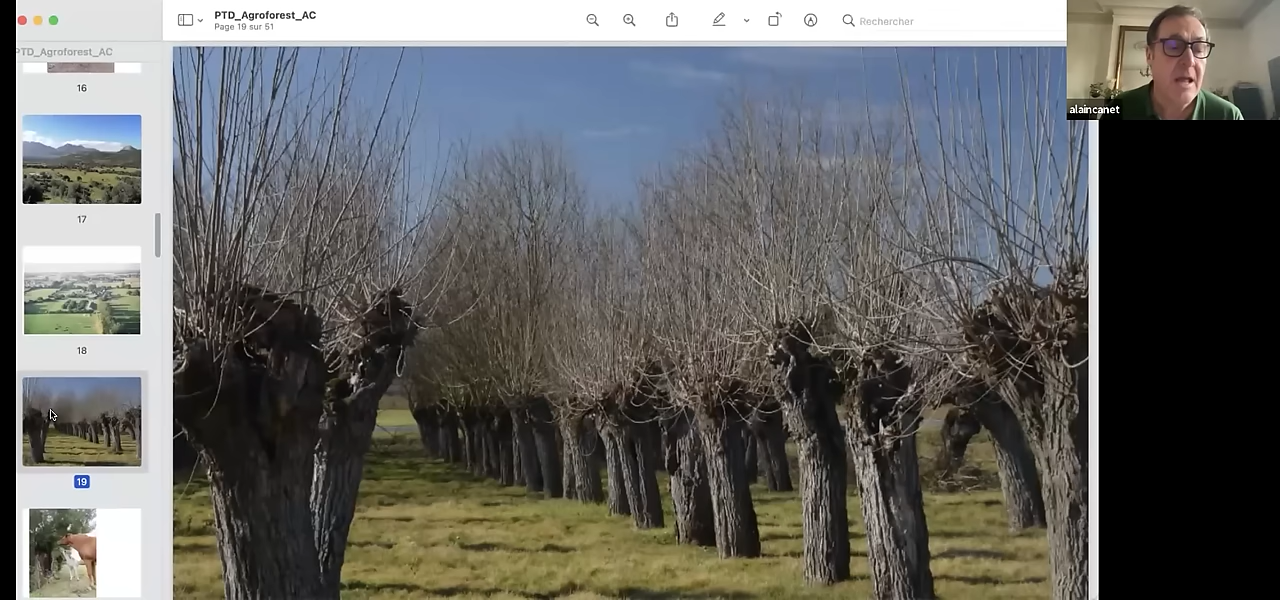 PTD_Agroforest_AC
Page 19 sur 51
Rechercher
PTD_Agroforest_AC
16
17
18
19
alaincanet